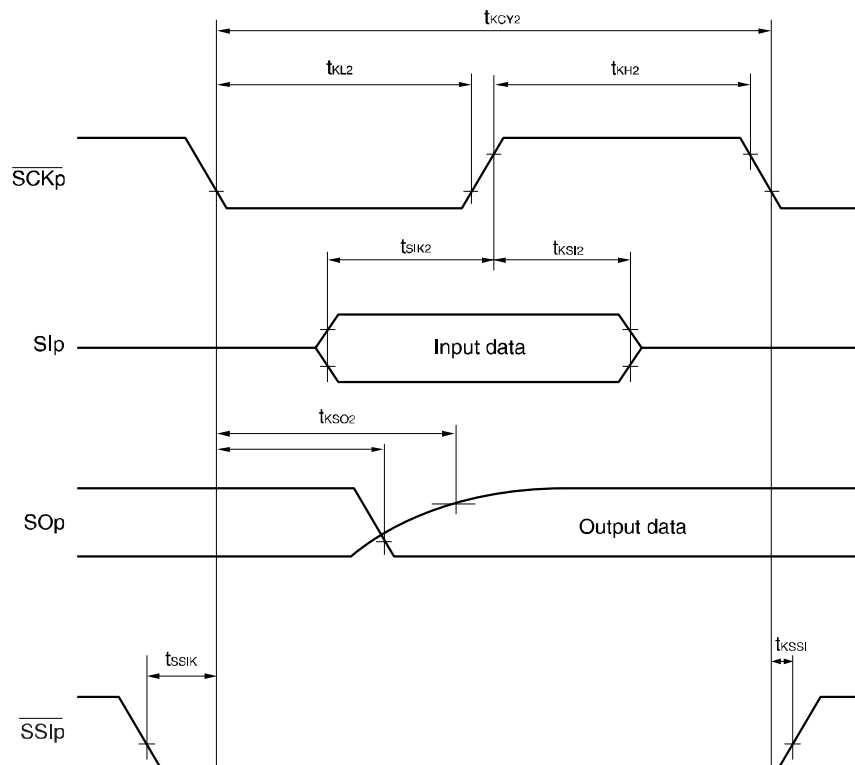 tKCY2
tKL2
tKH2
SCKp
tSIK2
tKSI2
SIp
Input data
tKSO2
SOp
Output data
tSSIK
tKSSI
SSIp